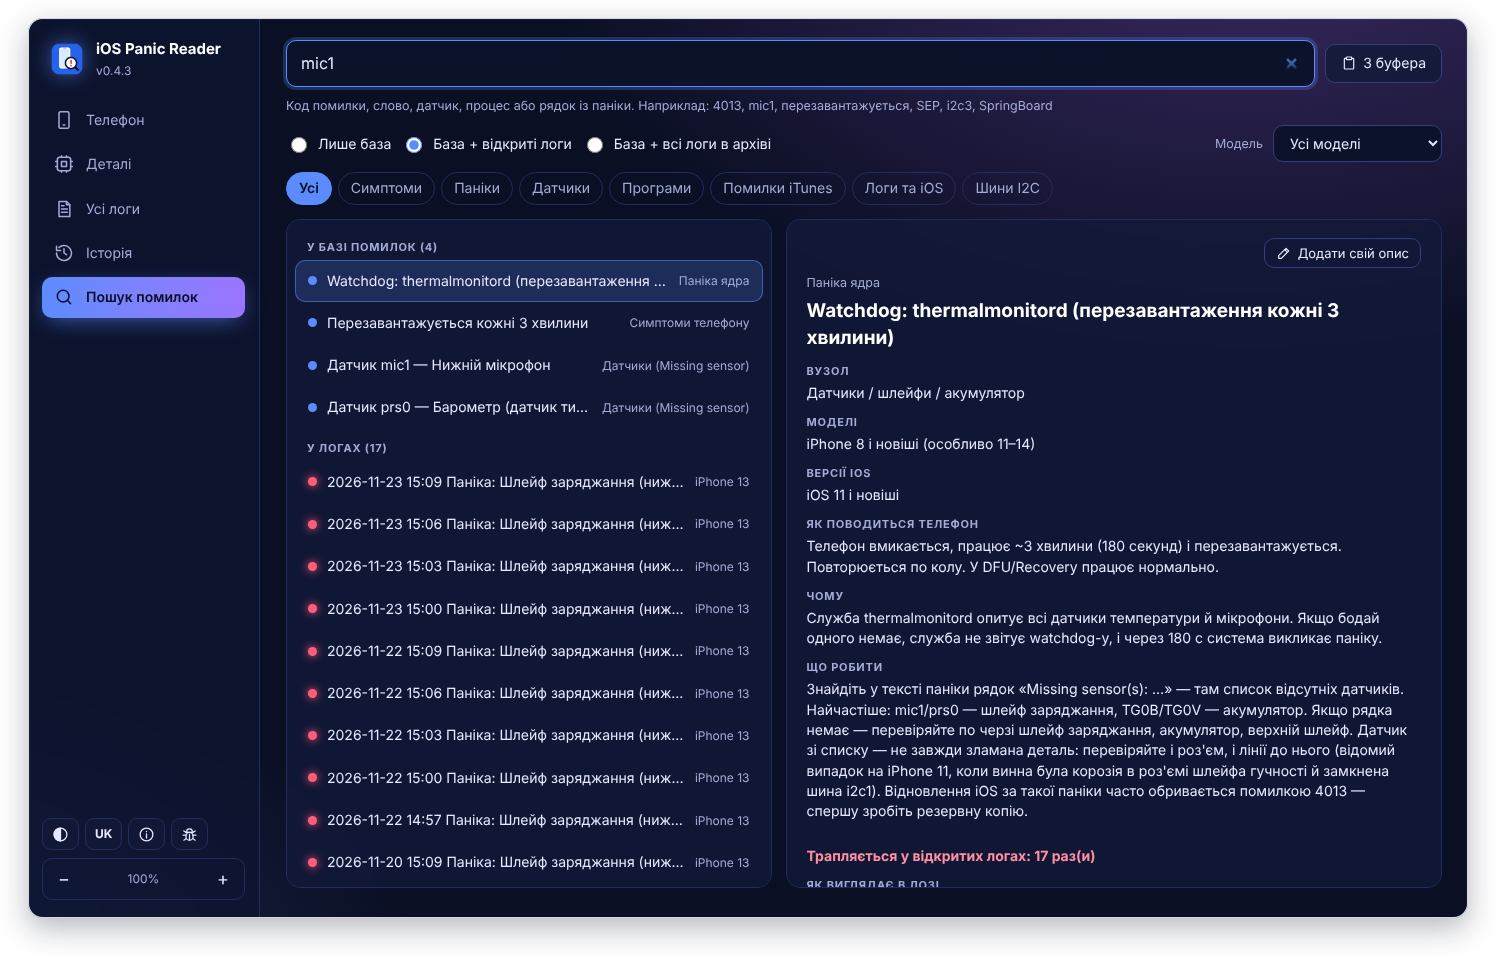 iOS Panic Reader
v0.4.3
Телефон
Деталі
Усі логи
Історія
Пошук помилок
UK
− 100% +
mic1
З буфера
Код помилки, слово, датчик, процес або рядок із паніки. Наприклад: 4013, mic1, перезавантажується, SEP, i2c3, SpringBoard
Лише база База + відкриті логи База + всі логи в архіві
Модель Усі моделі
Усі Симптоми Паніки Датчики Програми Помилки iTunes Логи та iOS Шини I2C
У БАЗІ ПОМИЛОК (4)
Watchdog: thermalmonitord (перезавантаження ... Паніка ядра
Перезавантажується кожні 3 хвилини Симптоми телефону
Датчик mic1 — Нижній мікрофон Датчики (Missing sensor)
Датчик prs0 — Барометр (датчик ти... Датчики (Missing sensor)
У ЛОГАХ (17)
2026-11-23 15:09 Паніка: Шлейф заряджання (ниж... iPhone 13
2026-11-23 15:06 Паніка: Шлейф заряджання (ниж... iPhone 13
2026-11-23 15:03 Паніка: Шлейф заряджання (ниж... iPhone 13
2026-11-23 15:00 Паніка: Шлейф заряджання (ниж... iPhone 13
2026-11-22 15:09 Паніка: Шлейф заряджання (ниж... iPhone 13
2026-11-22 15:06 Паніка: Шлейф заряджання (ниж... iPhone 13
2026-11-22 15:03 Паніка: Шлейф заряджання (ниж... iPhone 13
2026-11-22 15:00 Паніка: Шлейф заряджання (ниж... iPhone 13
2026-11-22 14:57 Паніка: Шлейф заряджання (ниж... iPhone 13
2026-11-20 15:09 Паніка: Шлейф заряджання (ниж... iPhone 13
Додати свій опис
Паніка ядра
Watchdog: thermalmonitord (перезавантаження кожні 3
хвилини)
ВУЗОЛ
Датчики / шлейфи / акумулятор
МОДЕЛІ
iPhone 8 і новіші (особливо 11–14)
ВЕРСІЇ IOS
iOS 11 і новіші
ЯК ПОВОДИТЬСЯ ТЕЛЕФОН
Телефон вмикається, працює ~3 хвилини (180 секунд) і перезавантажується.
Повторюється по колу. У DFU/Recovery працює нормально.
ЧОМУ
Служба thermalmonitord опитує всі датчики температури й мікрофони. Якщо бодай
одного немає, служба не звітує watchdog-у, і через 180 с система викликає паніку.
ЩО РОБИТИ
Знайдіть у тексті паніки рядок «Missing sensor(s): ...» — там список відсутніх датчиків.
Найчастіше: mic1/prs0 — шлейф заряджання, TG0B/TG0V — акумулятор. Якщо рядка
немає — перевіряйте по черзі шлейф заряджання, акумулятор, верхній шлейф. Датчик
зі списку — не завжди зламана деталь: перевіряйте і роз'єм, і лінії до нього (відомий
випадок на iPhone 11, коли винна була корозія в роз'ємі шлейфа гучності й замкнена
шина i2c1). Відновлення iOS за такої паніки часто обривається помилкою 4013 —
спершу зробіть резервну копію.
Трапляється у відкритих логах: 17 раз(и)
ЯК ВИГЛЯДАЄ В ЛОЗІ